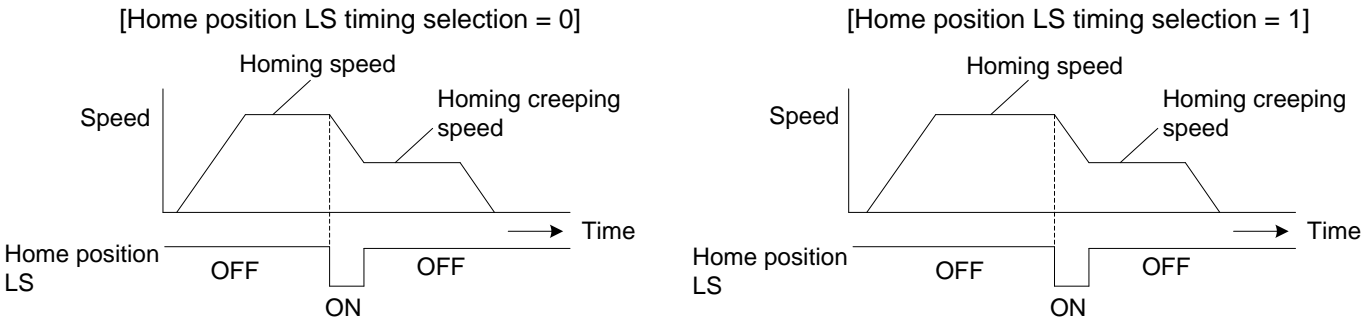 [Home position LS timing selection = 0]
Homing speed
Homing creeping
speed
Speed
Time
Home position
LS
OFF
OFF
ON
[Home position LS timing selection = 1]
Homing speed
Homing creeping
speed
Speed
Time
Home position
LS
OFF
OFF
ON